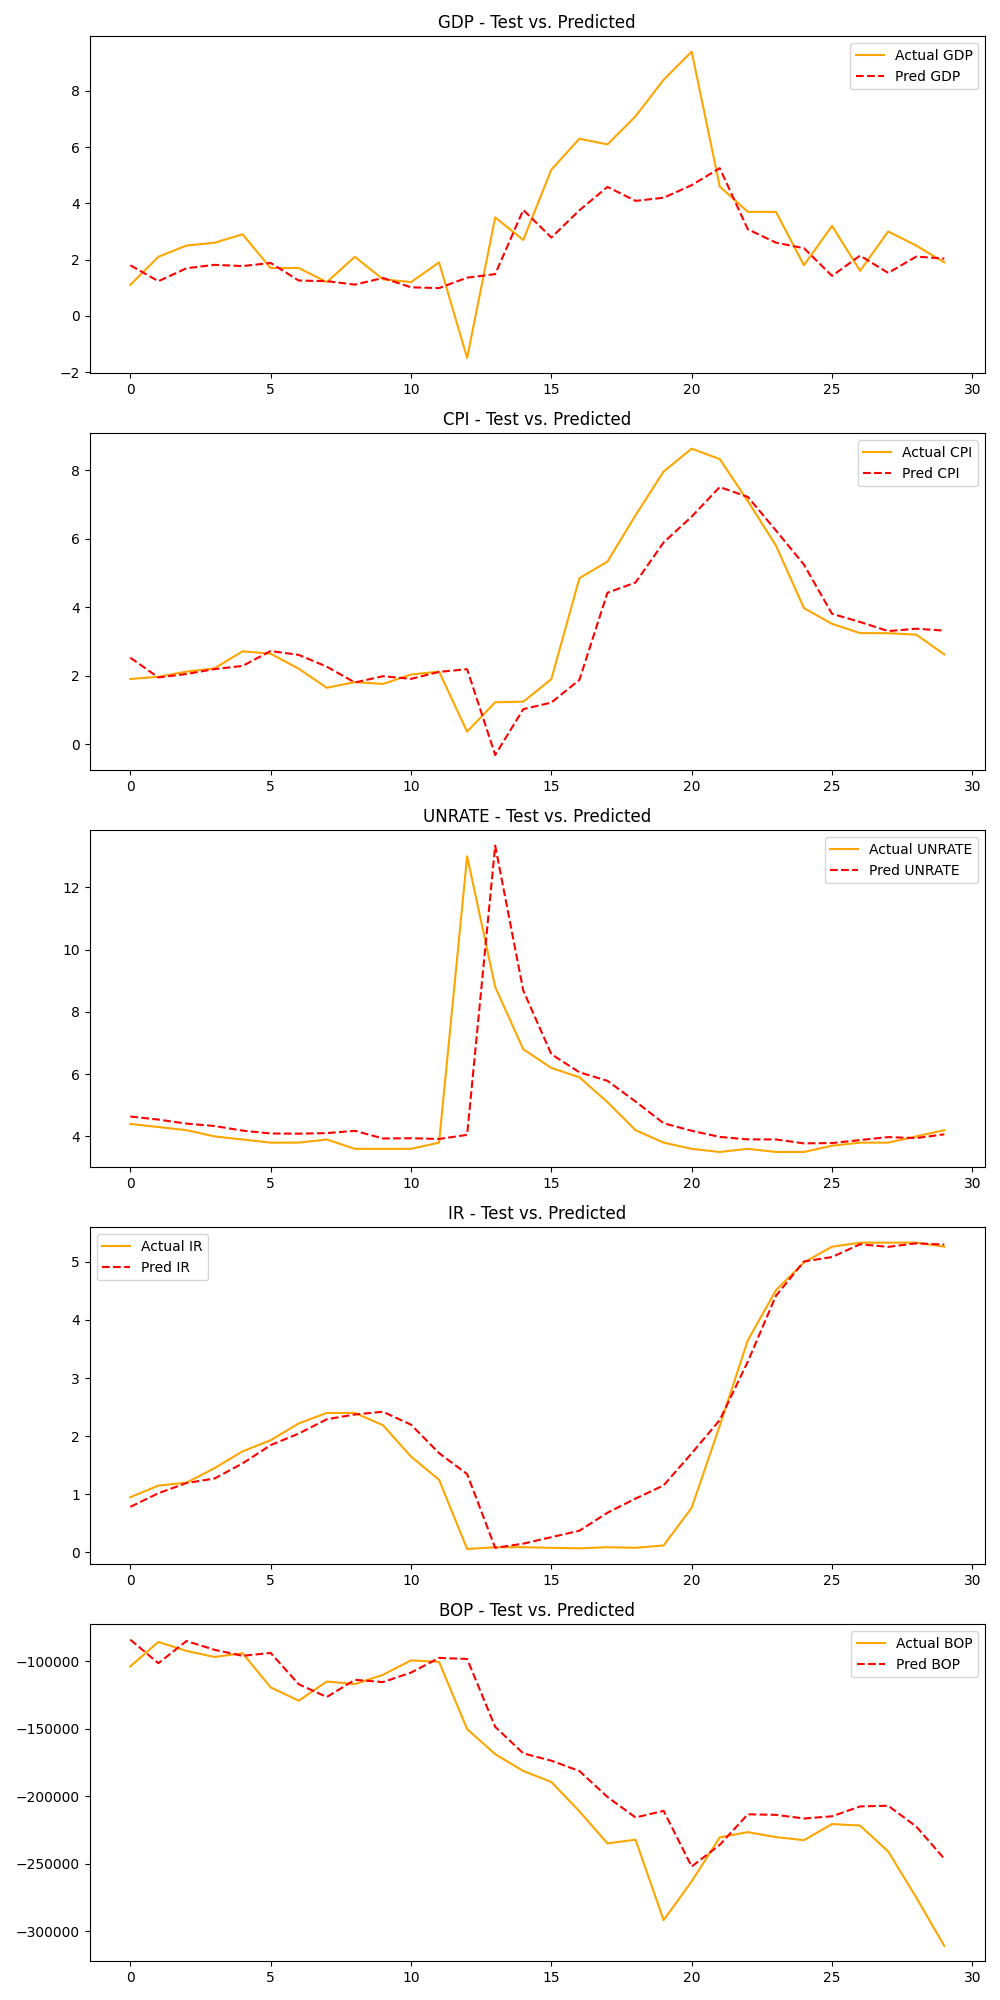 GDP - Test vs. Predicted
Actual GDP
Pred GDP
8
6
4
2
0
−2
0 5 10 15 20 25 30
CPI - Test vs. Predicted
Actual CPI
Pred CPI
8
6
4
2
0
0 5 10 15 20 25 30
UNRATE - Test vs. Predicted
Actual UNRATE
Pred UNRATE
12
10
8
6
4
0 5 10 15 20 25 30
IR - Test vs. Predicted
Actual IR
Pred IR
5
4
3
2
1
0
0 5 10 15 20 25 30
BOP - Test vs. Predicted
Actual BOP
Pred BOP
−100000
−150000
−200000
−250000
−300000
0 5 10 15 20 25 30